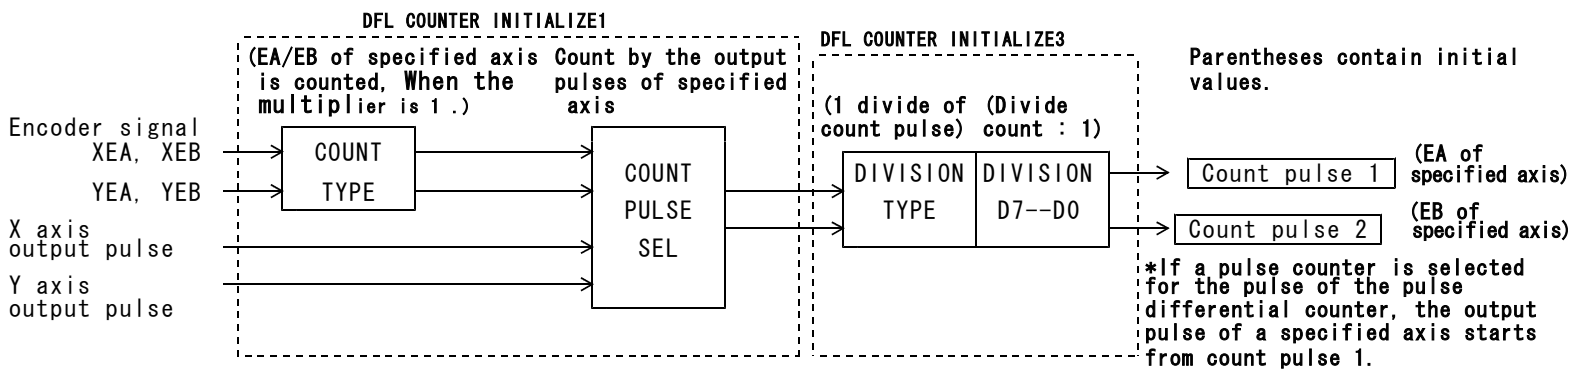 DFL COUNTER INITIALIZE1
(EA/EB of specified axis
is counted, When the
multiplier is 1 .)
Count by the output
pulses of specified
axis
DFL COUNTER INITIALIZE3
(1 divide of
count pulse)
(Divide
count : 1)
Parentheses contain initial
values.
Encoder signal
XEA, XEB
YEA, YEB
X axis
output pulse
Y axis
output pulse
COUNT
TYPE
COUNT
PULSE
SEL
DIVISION
TYPE
DIVISION
D7--D0
Count pulse 1
(EA of
specified axis)
Count pulse 2
(EB of
specified axis)
*If a pulse counter is selected
for the pulse of the pulse
differential counter, the output
pulse of a specified axis starts
from count pulse 1.